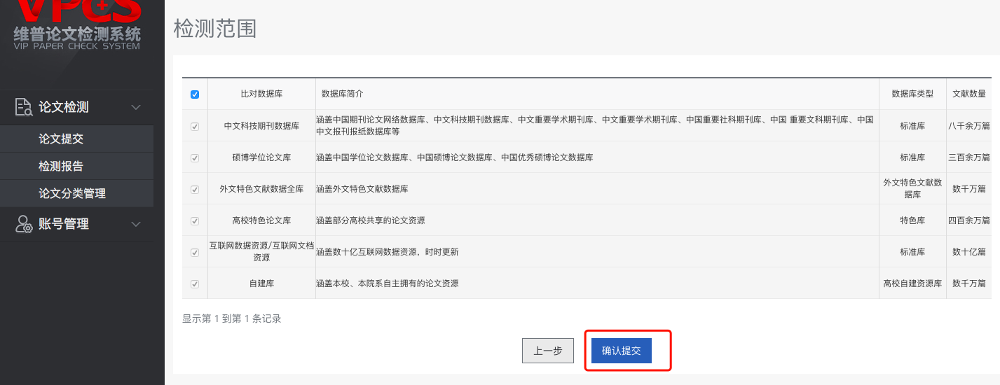 VPCS
维普论文检测系统
VIP PAPER CHECK SYSTEM
论文检测
论文提交
检测报告
论文分类管理
账号管理
检测范围
比对数据库 数据库简介 数据库类型 文献数量
中文科技期刊数据库 涵盖中国期刊论文网络数据库、中文科技期刊数据库、中文重要学术期刊库、中文重要学术期刊库、中国重要社科期刊库、中国 重要文科期刊库、中国 标准库 八千余万篇
中文报刊报纸数据库等
硕博学位论文库 涵盖中国学位论文数据库、中国硕博论文数据库、中国优秀硕博论文数据库 标准库 三百余万篇
外文特色文献数据全库 涵盖外文特色文献数据库 外文特色文献数 数千万篇
据库
高校特色论文库 涵盖部分高校共享的论文资源 特色库 四百余万篇
互联网数据资源/互联网文档 涵盖数十亿互联网数据资源，时时更新 标准库 数十亿篇
资源
自建库 涵盖本校、本院系自主拥有的论文资源 高校自建资源库 数千万篇
显示第 1 到第 1 条记录
上一步 确认提交